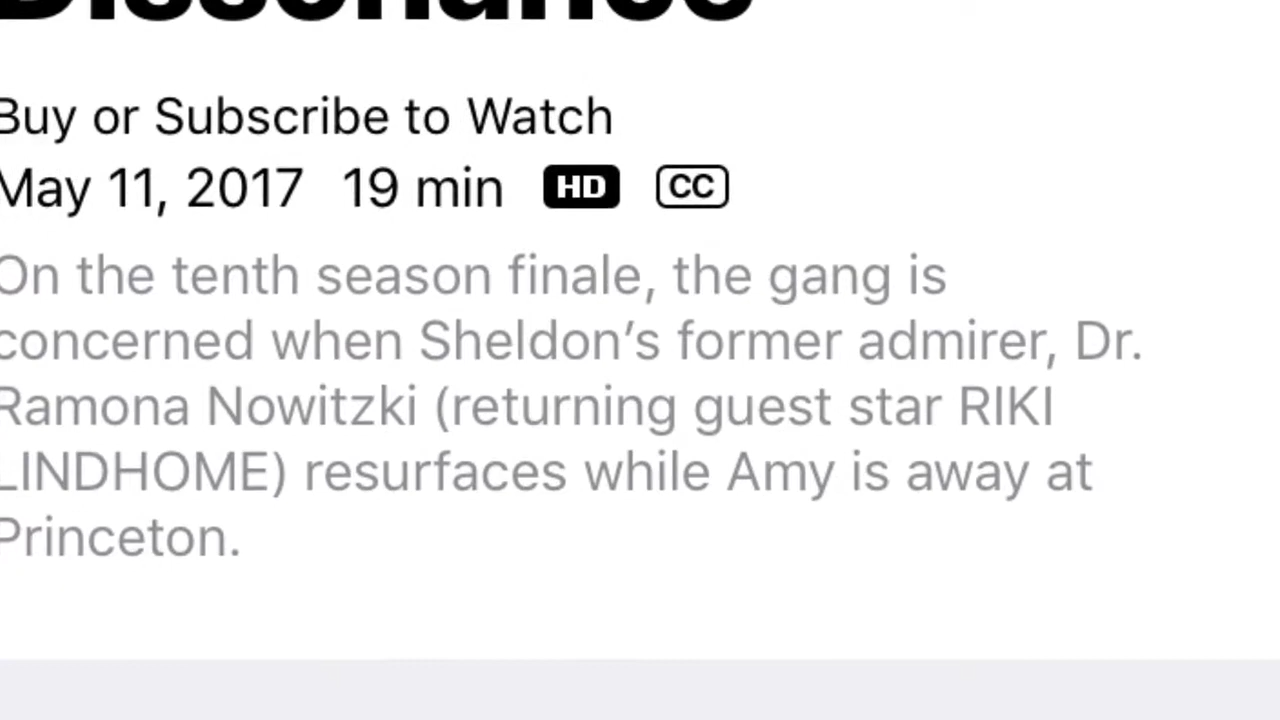 Dissonance
Buy or Subscribe to Watch
May 11, 2017 19 min HD CC
On the tenth season finale, the gang is
concerned when Sheldon’s former admirer, Dr.
Ramona Nowitzki (returning guest star RIKI
LINDHOME) resurfaces while Amy is away at
Princeton.